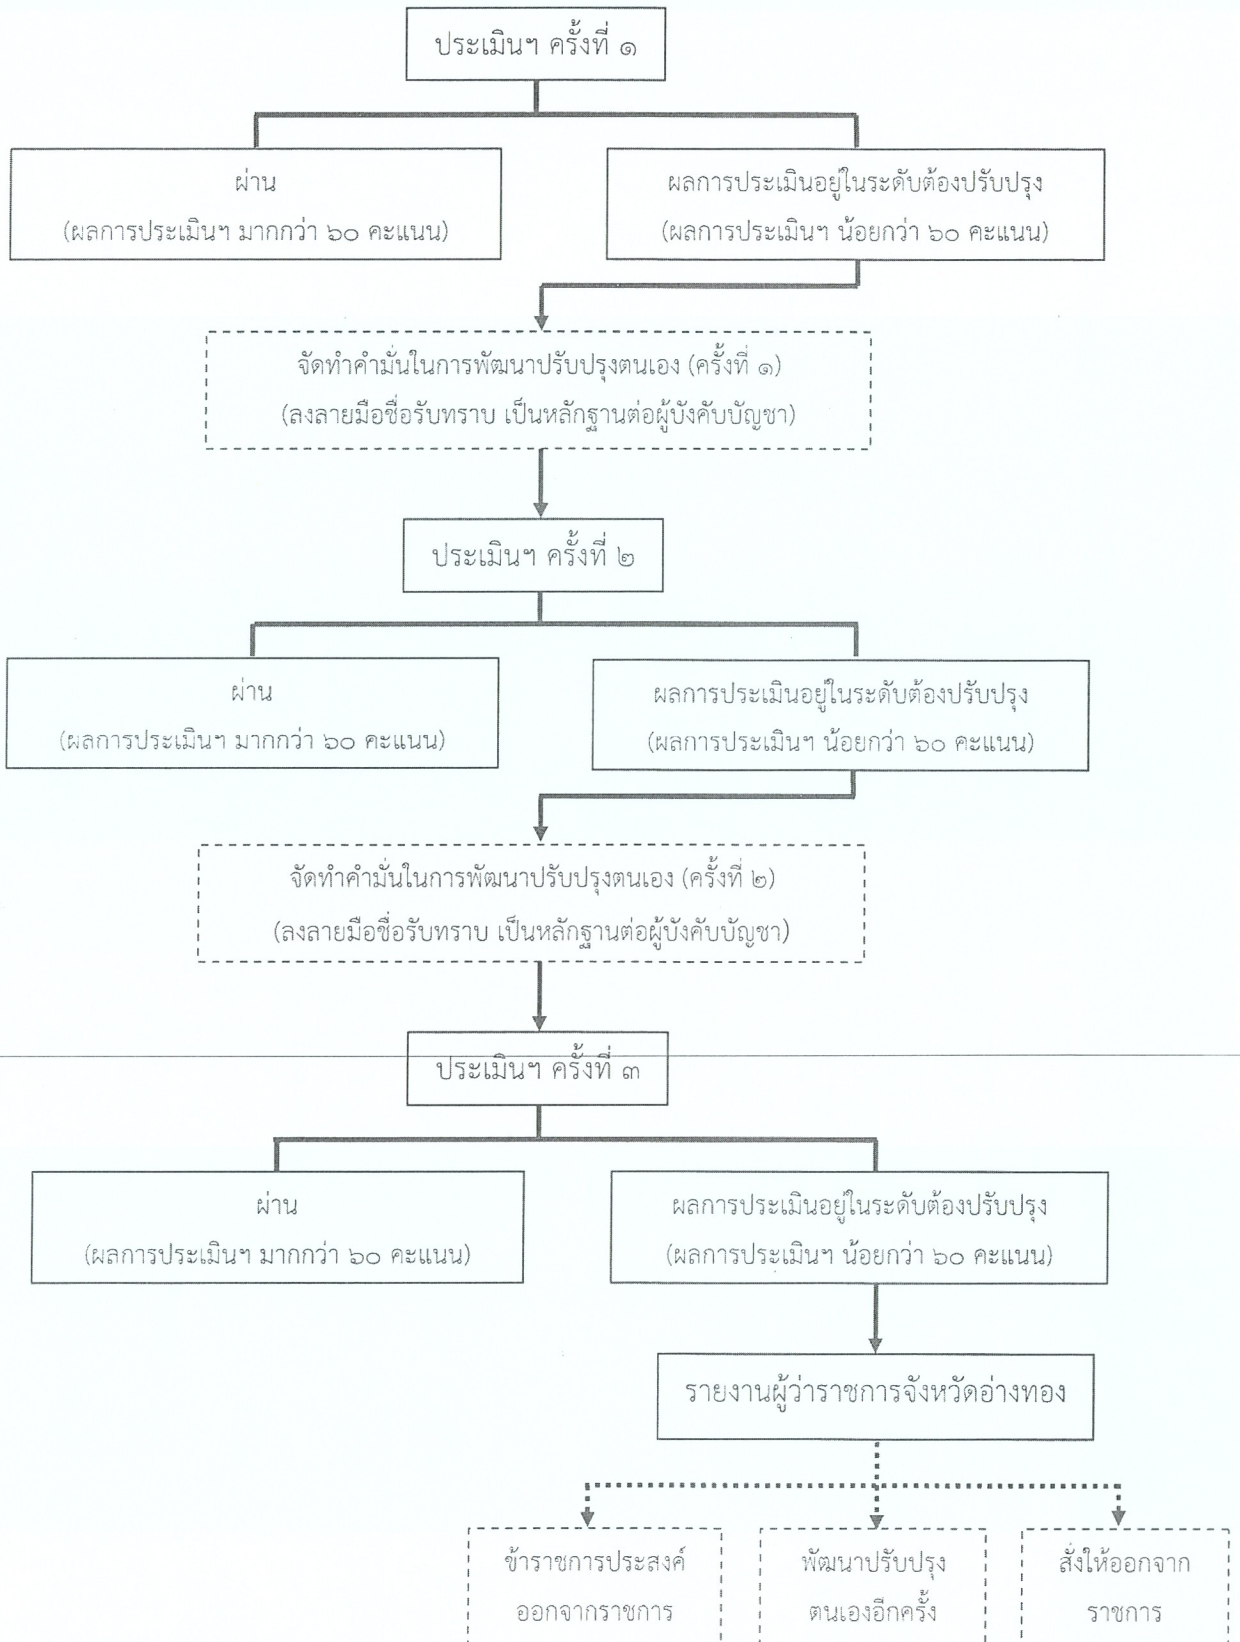 ประเมินฯ ครั้งที่ ๑
ผ่าน
(ผลการประเมินฯ มากกว่า ๖๐ คะแนน)
ผลการประเมินอยู่ในระดับต้องปรับปรุง
(ผลการประเมินฯ น้อยกว่า ๖๐ คะแนน)
จัดทำคำมั่นในการพัฒนาปรับปรุงตนเอง (ครั้งที่ ๑)
(ลงลายมือชื่อรับทราบ เป็นหลักฐานต่อผู้บังคับบัญชา)
ประเมินฯ ครั้งที่ ๒
ผ่าน
(ผลการประเมินฯ มากกว่า ๖๐ คะแนน)
ผลการประเมินอยู่ในระดับต้องปรับปรุง
(ผลการประเมินฯ น้อยกว่า ๖๐ คะแนน)
จัดทำคำมั่นในการพัฒนาปรับปรุงตนเอง (ครั้งที่ ๒)
(ลงลายมือชื่อรับทราบ เป็นหลักฐานต่อผู้บังคับบัญชา)
ประเมินฯ ครั้งที่ ๓
ผ่าน
(ผลการประเมินฯ มากกว่า ๖๐ คะแนน)
ผลการประเมินอยู่ในระดับต้องปรับปรุง
(ผลการประเมินฯ น้อยกว่า ๖๐ คะแนน)
รายงานผู้ว่าราชการจังหวัดอ่างทอง
ข้าราชการประสงค์
ออกจากราชการ
พัฒนาปรับปรุง
ตนเองอีกครั้ง
สั่งให้ออกจาก
ราชการ